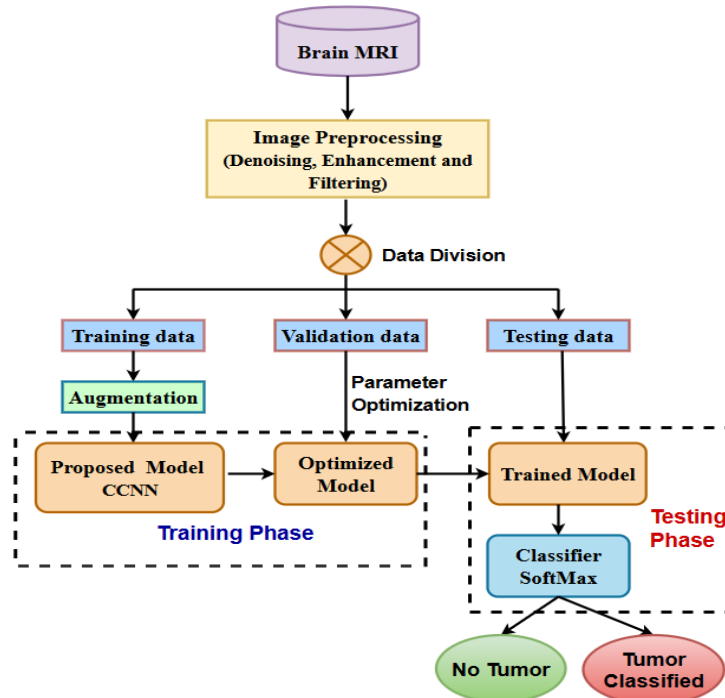 Brain MRI
Image Preprocessing
(Denoising, Enhancement and
Filtering)
Data Division
Training data
Validation data
Testing data
Augmentation
Parameter
Optimization
Proposed Model
CCNN
Optimized
Model
Trained Model
Training Phase
Testing
Phase
Classifier
SoftMax
No Tumor
Tumor
Classified